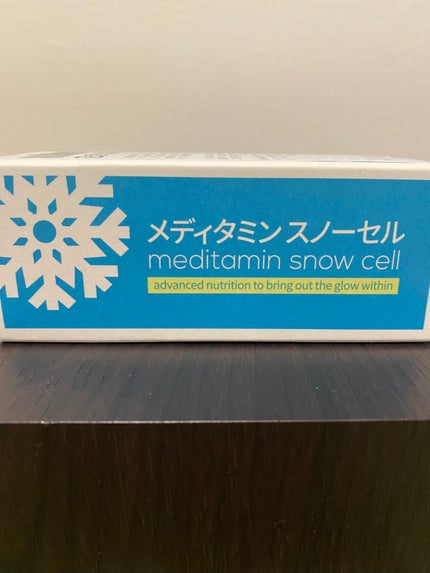 メディタミン スノーセル
meditamin snow cell
advanced nutrition to bring out the glow within